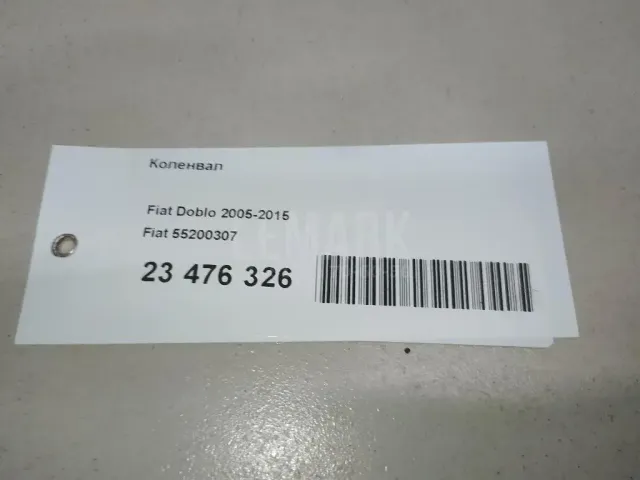 Коленвал
Fiat Doblo 2005-2015
Fiat 55200307
23 476 326